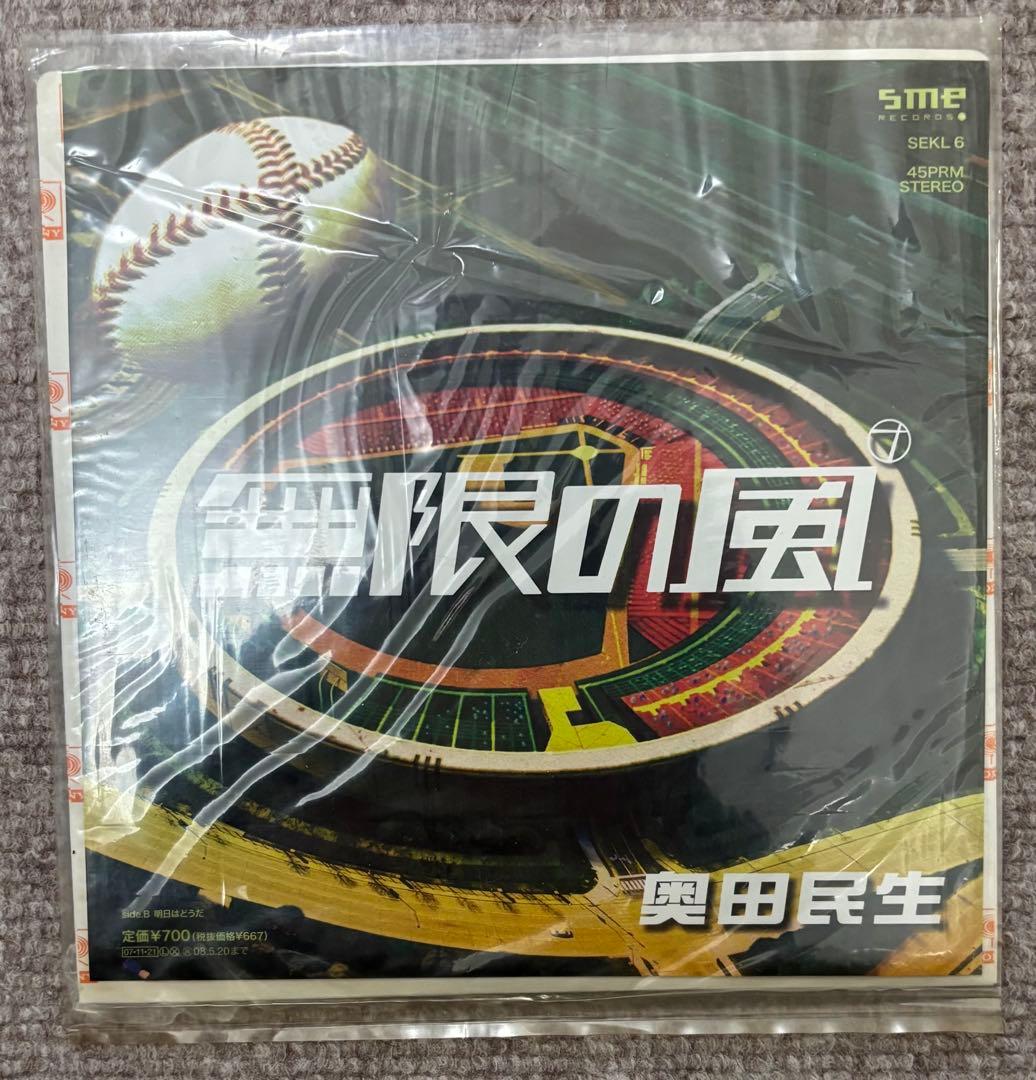 sme
RECORDS
SEKL 6
45PRM
STEREO
無限の風
奥田民生
side.B 明日はどうだ
定価¥700(税抜価格¥667)
07・11・21 Ⓛ Ⓧ 08.5.20まで